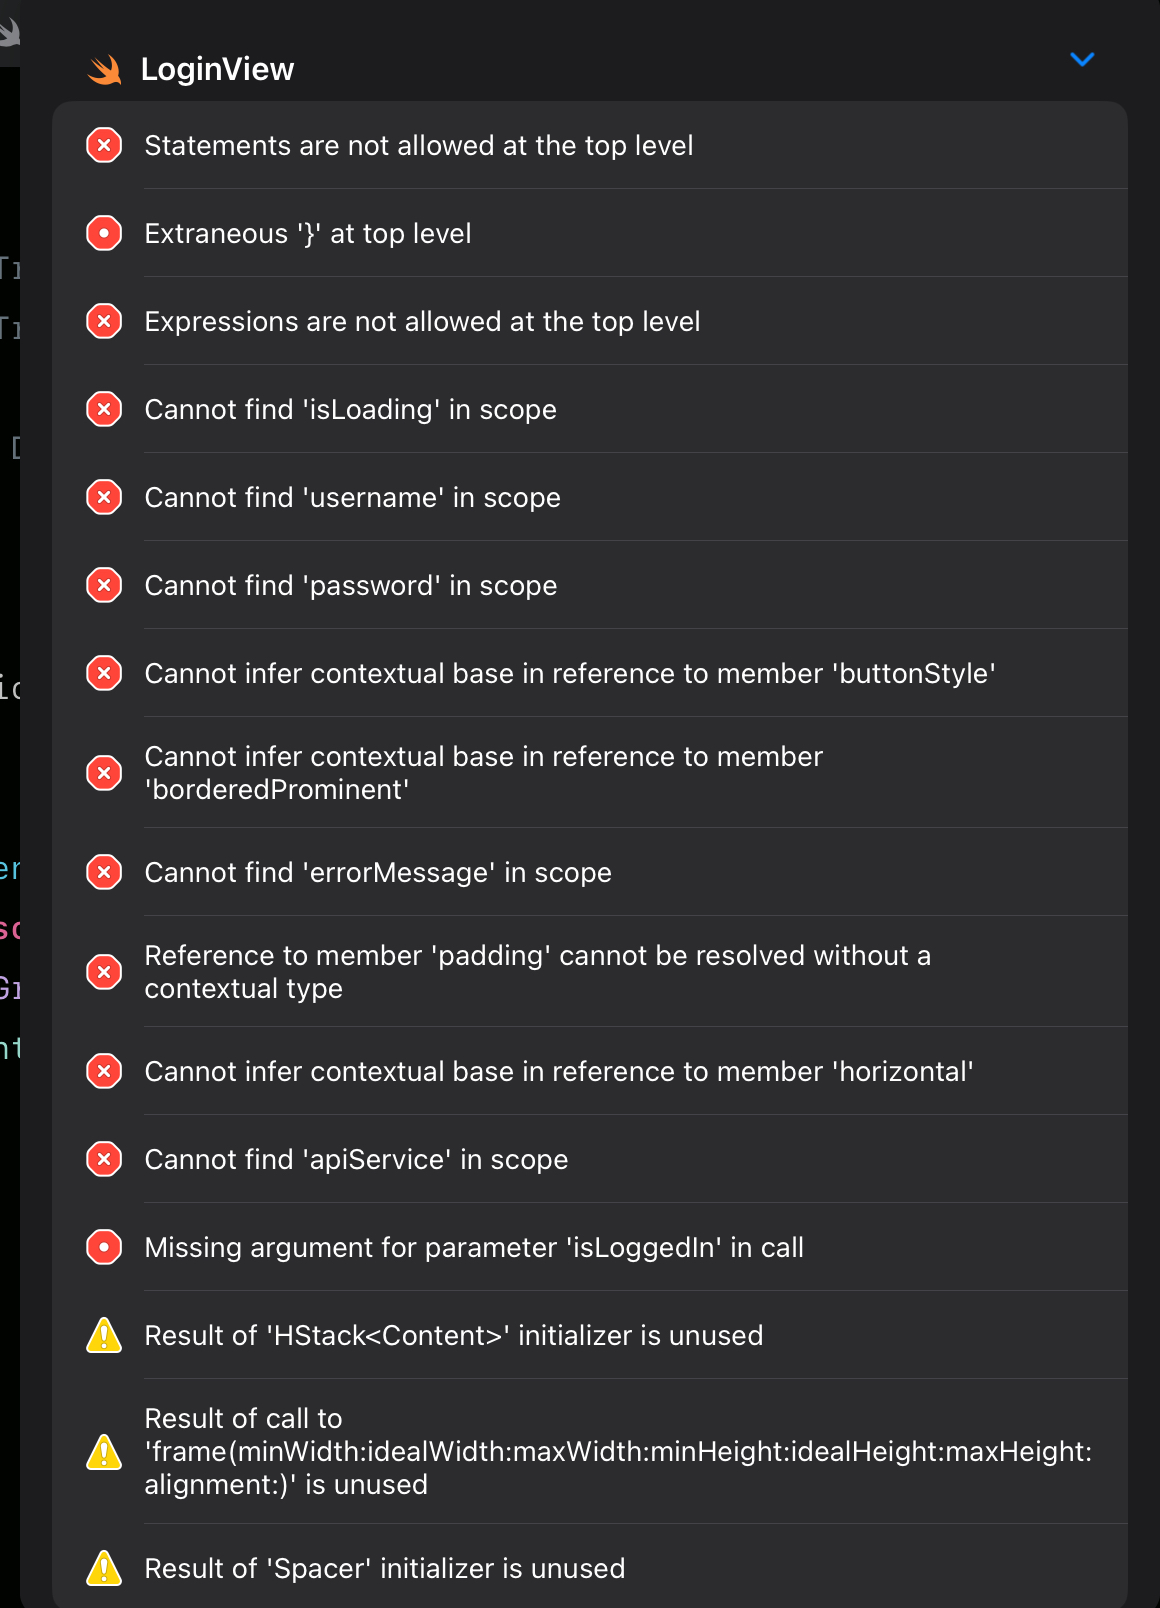 LoginView
Statements are not allowed at the top level
Extraneous '}' at top level
Expressions are not allowed at the top level
Cannot find 'isLoading' in scope
Cannot find 'username' in scope
Cannot find 'password' in scope
Cannot infer contextual base in reference to member 'buttonStyle'
Cannot infer contextual base in reference to member
'borderedProminent'
Cannot find 'errorMessage' in scope
Reference to member 'padding' cannot be resolved without a
contextual type
Cannot infer contextual base in reference to member 'horizontal'
Cannot find 'apiService' in scope
Missing argument for parameter 'isLoggedIn' in call
Result of 'HStack<Content>' initializer is unused
Result of call to
'frame(minWidth:idealWidth:maxWidth:minHeight:idealHeight:maxHeight:
alignment:)' is unused
Result of 'Spacer' initializer is unused